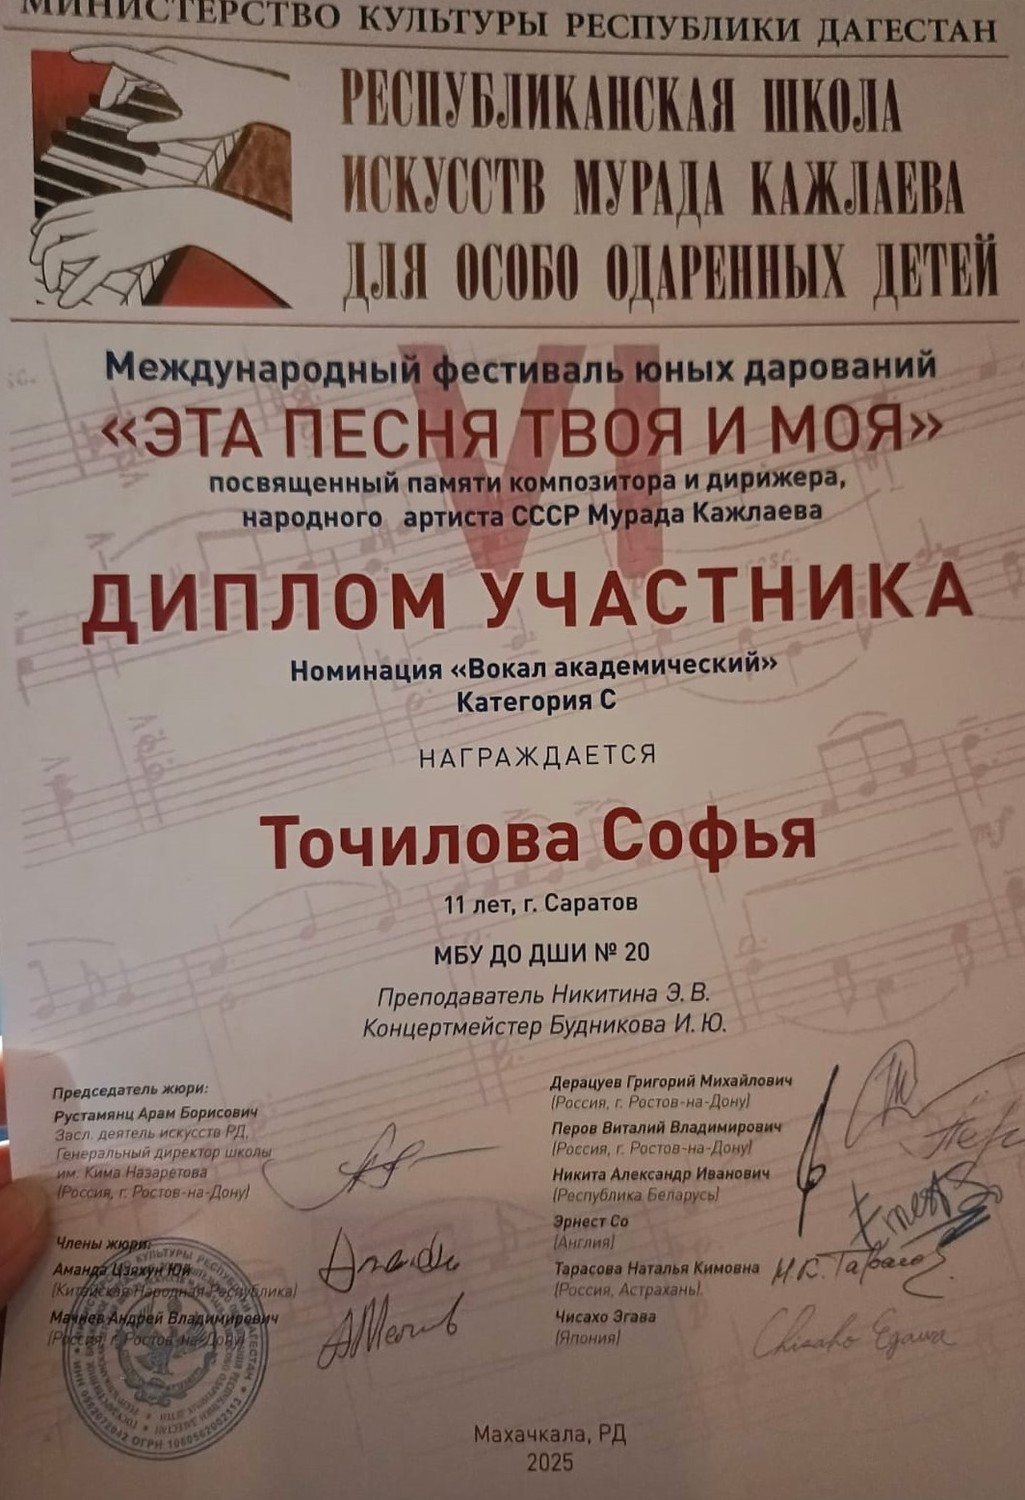 МИНИСТЕРСТВО КУЛЬТУРЫ РЕСПУБЛИКИ ДАГЕСТАН
РЕСПУБЛИКАНСКАЯ ШКОЛА
ИСКУССТВ МУРАДА КАЖЛАЕВА
ДЛЯ ОСОБО ОДАРЕННЫХ ДЕТЕЙ
VI
Международный фестиваль юных дарований
«ЭТА ПЕСНЯ ТВОЯ И МОЯ»
посвященный памяти композитора и дирижера,
народного артиста СССР Мурада Кажлаева
ДИПЛОМ УЧАСТНИКА
Номинация «Вокал академический»
Категория С
НАГРАЖДАЕТСЯ
Точилова Софья
11 лет, г. Саратов
МБУ ДО ДШИ № 20
Преподаватель Никитина Э. В.
Концертмейстер Будникова И. Ю.
Председатель жюри:
Рустамянц Арам Борисович
Засл. деятель искусств РД,
Генеральный директор школы
им. Кима Назаретова
(Россия, г. Ростов-на-Дону)
Члены жюри:
Аманда Цзяхун Юй
(Китайская Народная Республика)
Мачнев Андрей Владимирович
(Россия, г. Ростов-на-Дону)
Дерацуев Григорий Михайлович
(Россия, г. Ростов-на-Дону)
Перов Виталий Владимирович
(Россия, г. Ростов-на-Дону)
Никита Александр Иванович
(Республика Беларусь)
Эрнест Со
(Англия)
Тарасова Наталья Кимовна
(Россия, Астрахань).
Чисахо Эгава
(Япония)
Chisaho Egawa
Махачкала, РД
2025